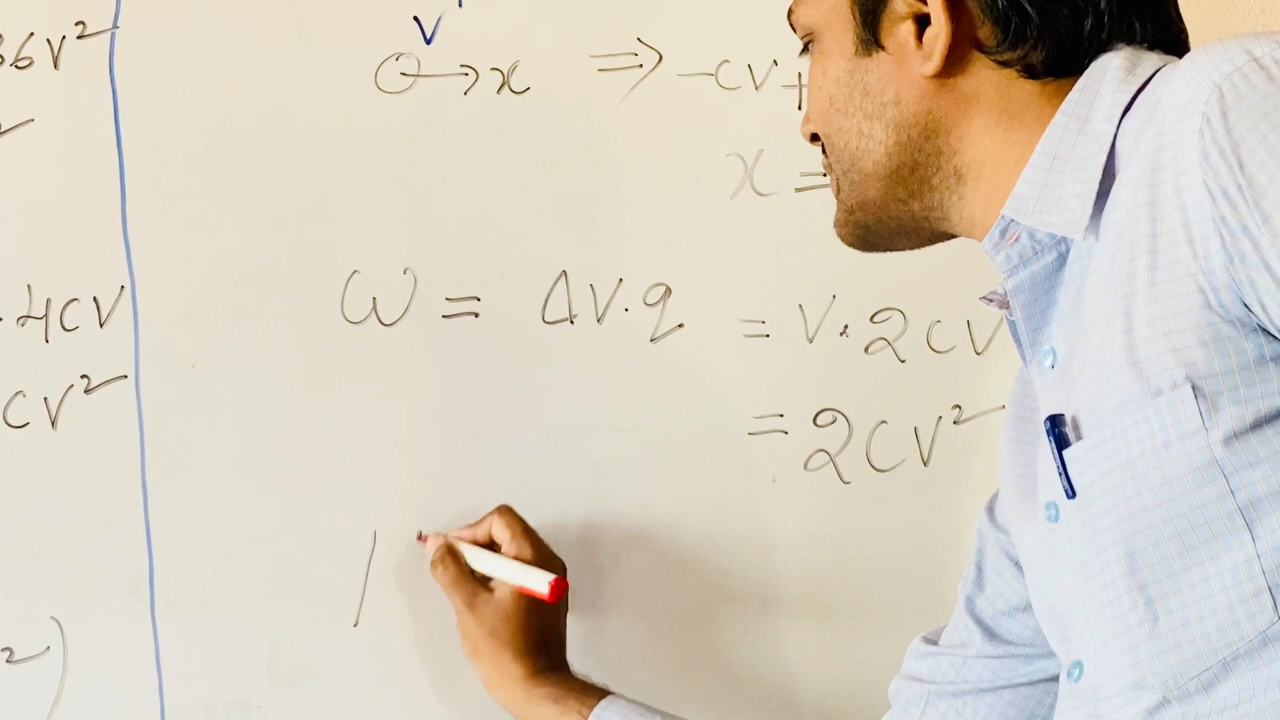 36V²
V
→x ⇒ -CV+
x =
W = ΔV.q = V.2CV
= 2CV²
.4CV
CV²
²)